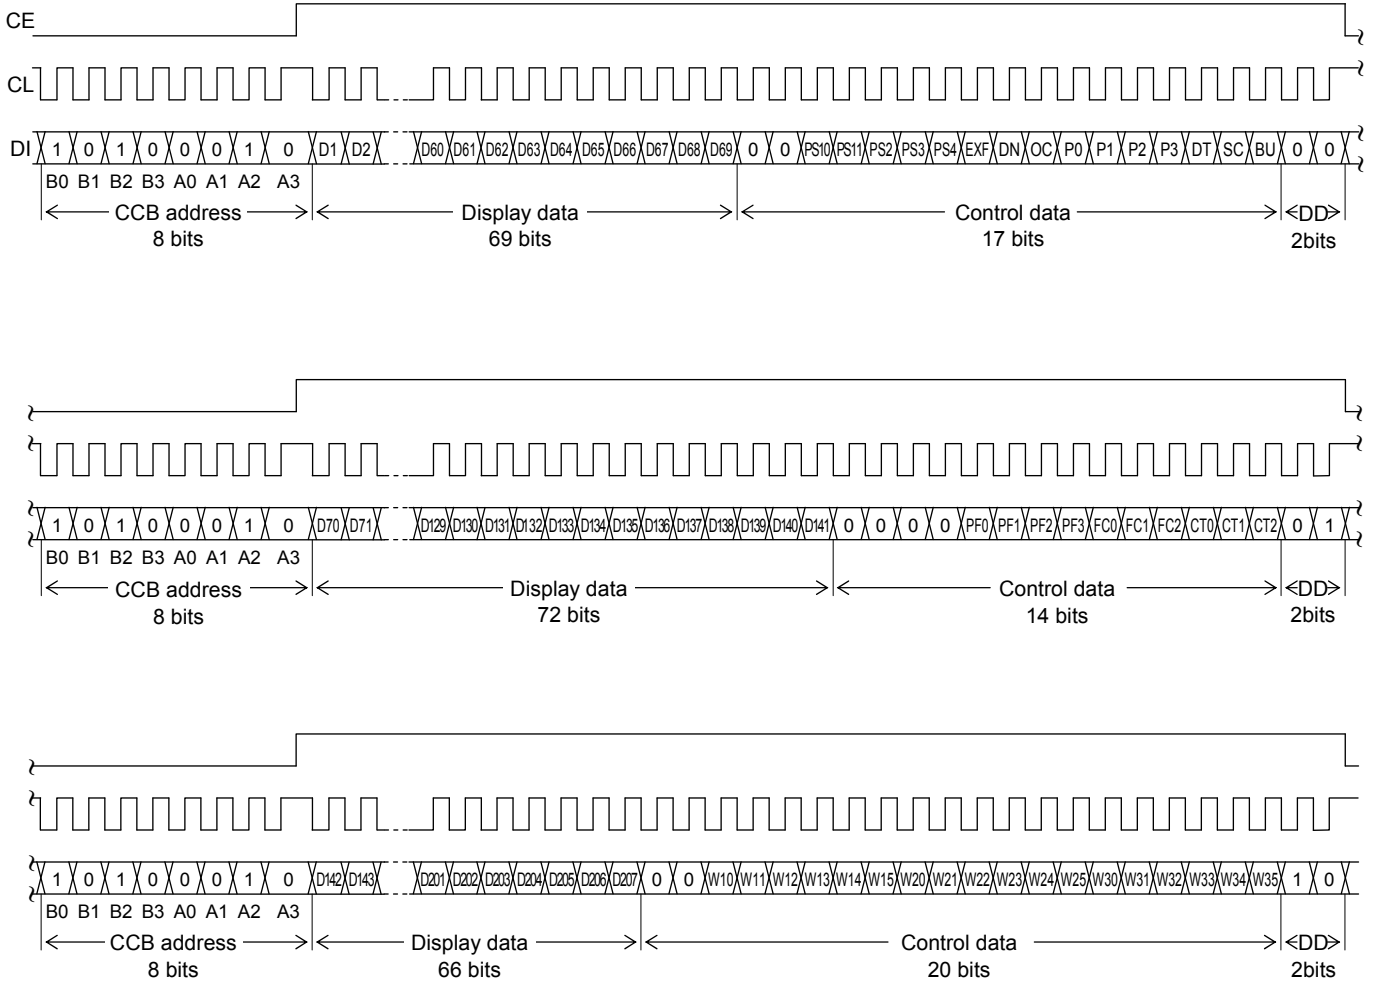 CE
CL
DI 1 0 1 0 0 0 1 0 D1 D2 D60 D61 D62 D63 D64 D65 D66 D67 D68 D69 0 0 PS10 PS11 PS2 PS3 PS4 EXF DN OC P0 P1 P2 P3 DT SC BU 0 0
B0 B1 B2 B3 A0 A1 A2 A3
CCB address Display data Control data DD
8 bits 69 bits 17 bits 2bits
1 0 1 0 0 0 1 0 D70 D71 D129 D130 D131 D132 D133 D134 D135 D136 D137 D138 D139 D140 D141 0 0 0 0 PF0 PF1 PF2 PF3 FC0 FC1 FC2 CT0 CT1 CT2 0 1
B0 B1 B2 B3 A0 A1 A2 A3
CCB address Display data Control data DD
8 bits 72 bits 14 bits 2bits
1 0 1 0 0 0 1 0 D142 D143 D201 D202 D203 D204 D205 D206 D207 0 0 W10 W11 W12 W13 W14 W15 W20 W21 W22 W23 W24 W25 W30 W31 W32 W33 W34 W35 1 0
B0 B1 B2 B3 A0 A1 A2 A3
CCB address Display data Control data DD
8 bits 66 bits 20 bits 2bits